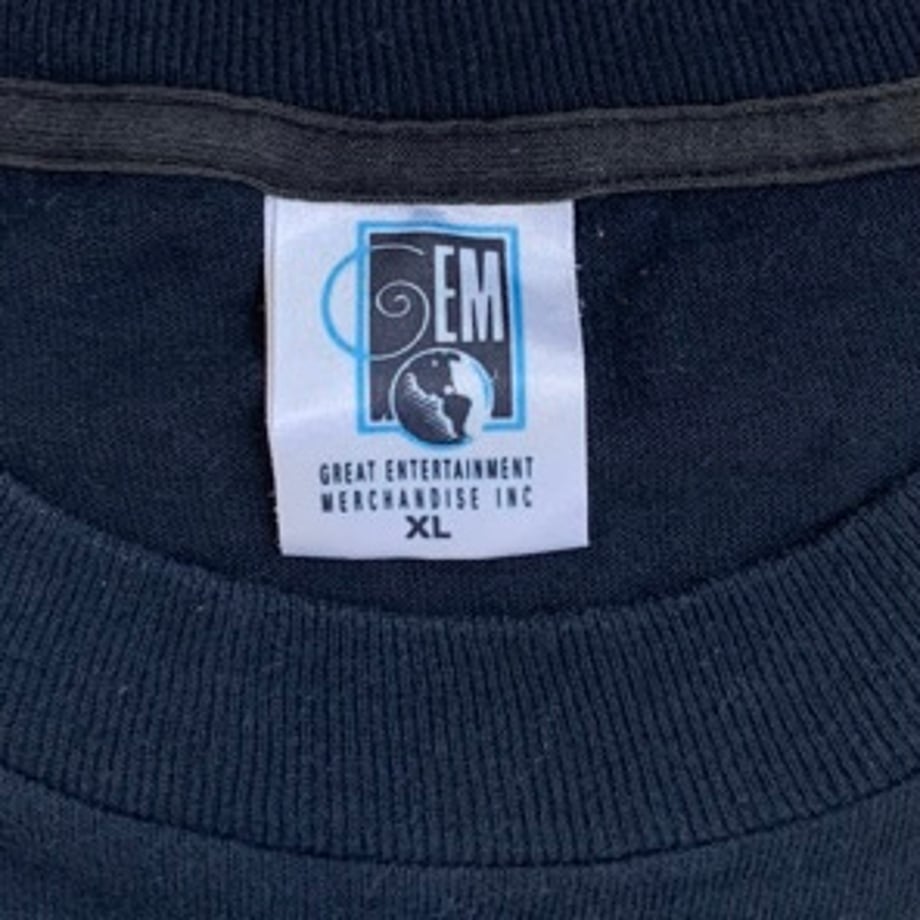 GEM
GREAT ENTERTAINMENT
MERCHANDISE INC
XL